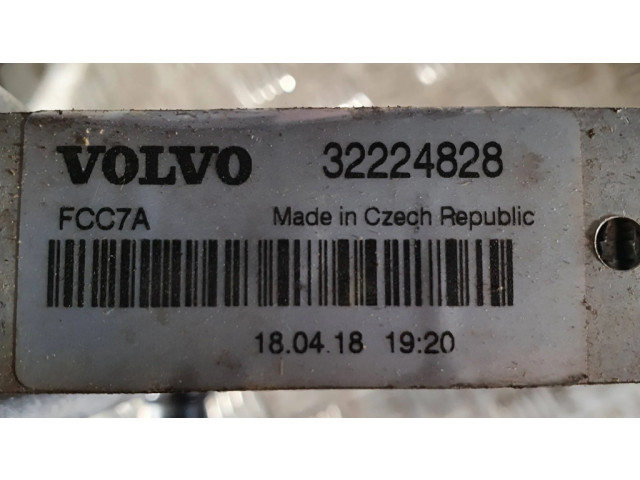 VOLVO 32224828
FCC7A Made in Czech Republic
18.04.18 19:20